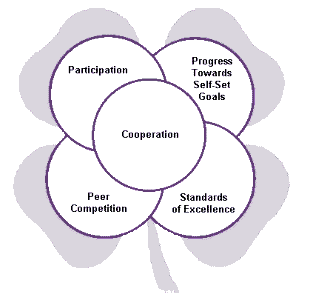 Participation
Progress
Towards
Self-Set
Goals
Cooperation
Peer
Competition
Standards
of Excellence